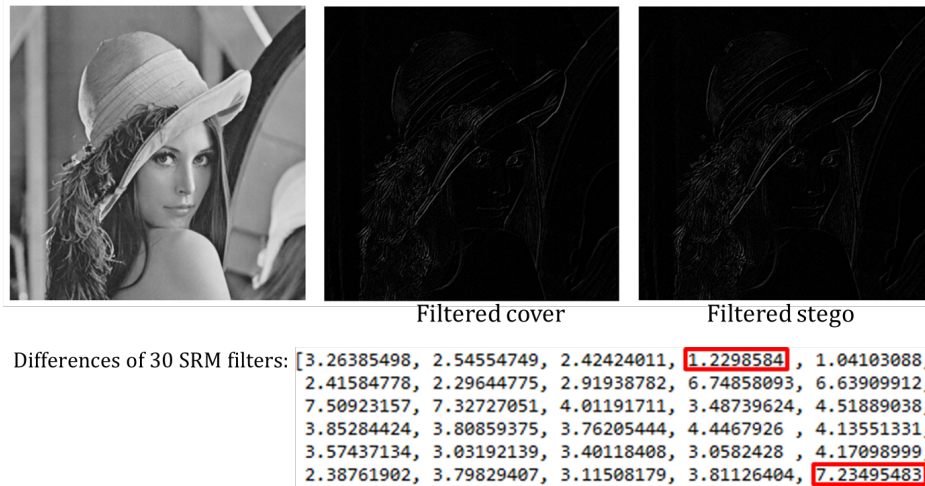 Filtered cover Filtered stego
Differences of 30 SRM filters: [3.26385498, 2.54554749, 2.42424011, 1.2298584 , 1.04103088,
2.41584778, 2.29644775, 2.91938782, 6.74858093, 6.63909912,
7.50923157, 7.32727051, 4.01191711, 3.48739624, 4.51889038,
3.85284424, 3.80859375, 3.76205444, 4.4467926 , 4.13551331,
3.57437134, 3.03192139, 3.40118408, 3.0582428 , 4.17098999,
2.38761902, 3.79829407, 3.11508179, 3.81126404, 7.23495483